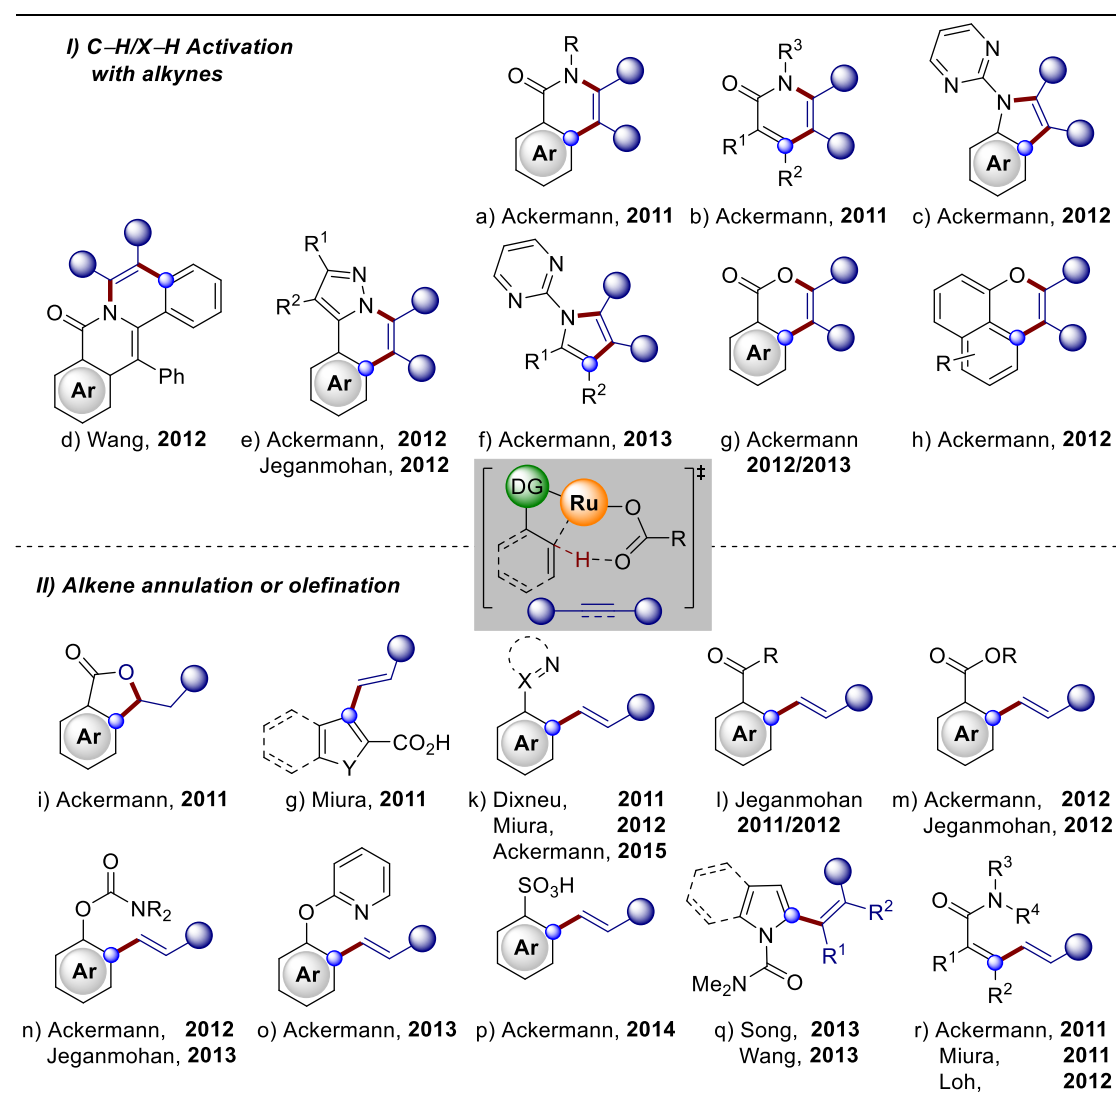 I) C–H/X–H Activation
with alkynes
R
O
N
Ar
a) Ackermann, 2011
R3
O
N
R1
R2
b) Ackermann, 2011
N
N
N
Ar
c) Ackermann, 2012
O
N
Ph
Ar
d) Wang, 2012
R1
N
R2
N
Ar
e) Ackermann, 2012
Jeganmohan, 2012
N
N
N
R1
R2
f) Ackermann, 2013
O
O
Ar
g) Ackermann
2012/2013
O
R
h) Ackermann, 2012
DG
Ru
O
R
H
O
‡
II) Alkene annulation or olefination
O
O
Ar
i) Ackermann, 2011
CO2H
Y
g) Miura, 2011
N
X
Ar
k) Dixneu, 2011
Miura, 2012
Ackermann, 2015
O
R
Ar
l) Jeganmohan
2011/2012
O
OR
Ar
m) Ackermann, 2012
Jeganmohan, 2012
O
O
NR2
Ar
n) Ackermann, 2012
Jeganmohan, 2013
O
N
Ar
o) Ackermann, 2013
SO3H
Ar
p) Ackermann, 2014
R2
N
R1
Me2N
O
q) Song, 2013
Wang, 2013
R3
O
N
R4
R1
R2
r) Ackermann, 2011
Miura, 2011
Loh, 2012